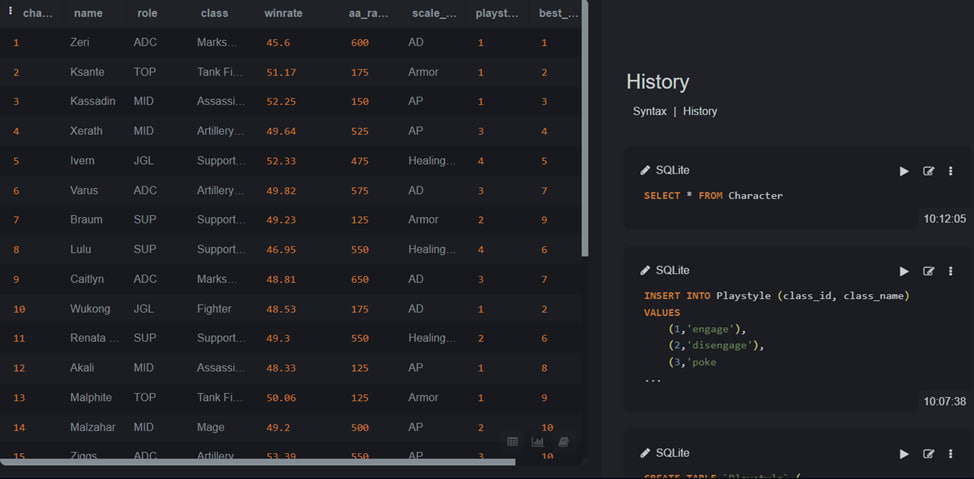 cha... name role class winrate aa_ra... scale_... playst... best_...
1 Zeri ADC Marks... 45.6 600 AD 1 1
2 Ksante TOP Tank Fi... 51.17 175 Armor 1 2
3 Kassadin MID Assassi... 52.25 150 AP 1 3
4 Xerath MID Artillery... 49.64 525 AP 3 4
5 Ivern JGL Support... 52.33 475 Healing... 4 5
6 Varus ADC Artillery... 49.82 575 AD 3 7
7 Braum SUP Support... 49.23 125 Armor 2 9
8 Lulu SUP Support... 46.95 550 Healing... 4 6
9 Caitlyn ADC Marks... 48.81 650 AD 3 7
10 Wukong JGL Fighter 48.53 175 AD 1 2
11 Renata ... SUP Support... 49.3 550 Healing... 2 6
12 Akali MID Assassi... 48.33 125 AP 1 8
13 Malphite TOP Tank Fi... 50.06 125 Armor 1 9
14 Malzahar MID Mage 49.2 500 AP 2 10
15 Ziggs ADC Artillery 53.39 550 AP 3 10
History
Syntax | History
SQLite
SELECT * FROM Character
10:12:05
SQLite
INSERT INTO Playstyle (class_id, class_name)
VALUES
(1,'engage'),
(2,'disengage'),
(3,'poke
...
10:07:38
SQLite
CREATE TABLE `Playstyle` (